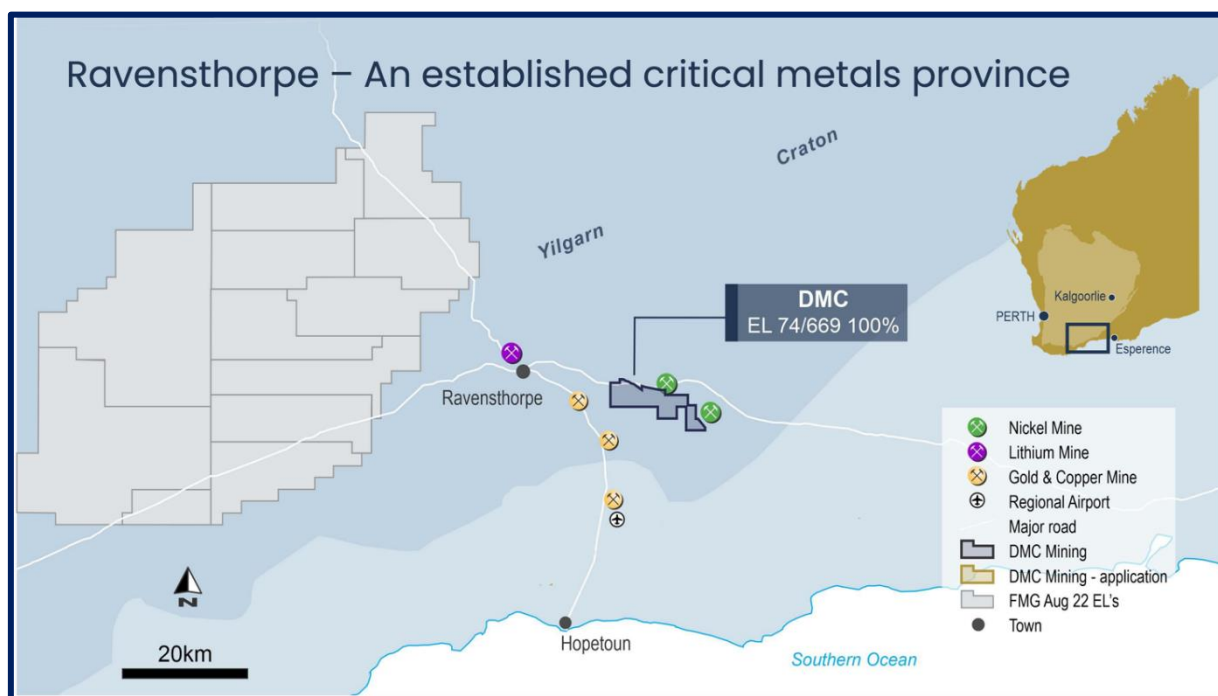 Ravensthorpe – An established critical metals province
Craton
Yilgarn
DMC
EL 74/669 100%
Ravensthorpe
Hopetoun
Southern Ocean
N
20km
Kalgoorlie
PERTH
Esperence
Nickel Mine
Lithium Mine
Gold & Copper Mine
Regional Airport
Major road
DMC Mining
DMC Mining - application
FMG Aug 22 EL's
Town